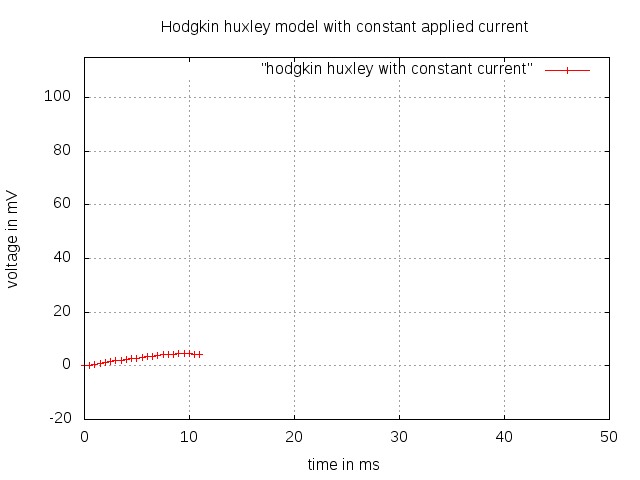 Hodgkin huxley model with constant applied current
"hodgkin huxley with constant current"
100
80
60
40
20
0
-20
voltage in mV
0 10 20 30 40 50
time in ms